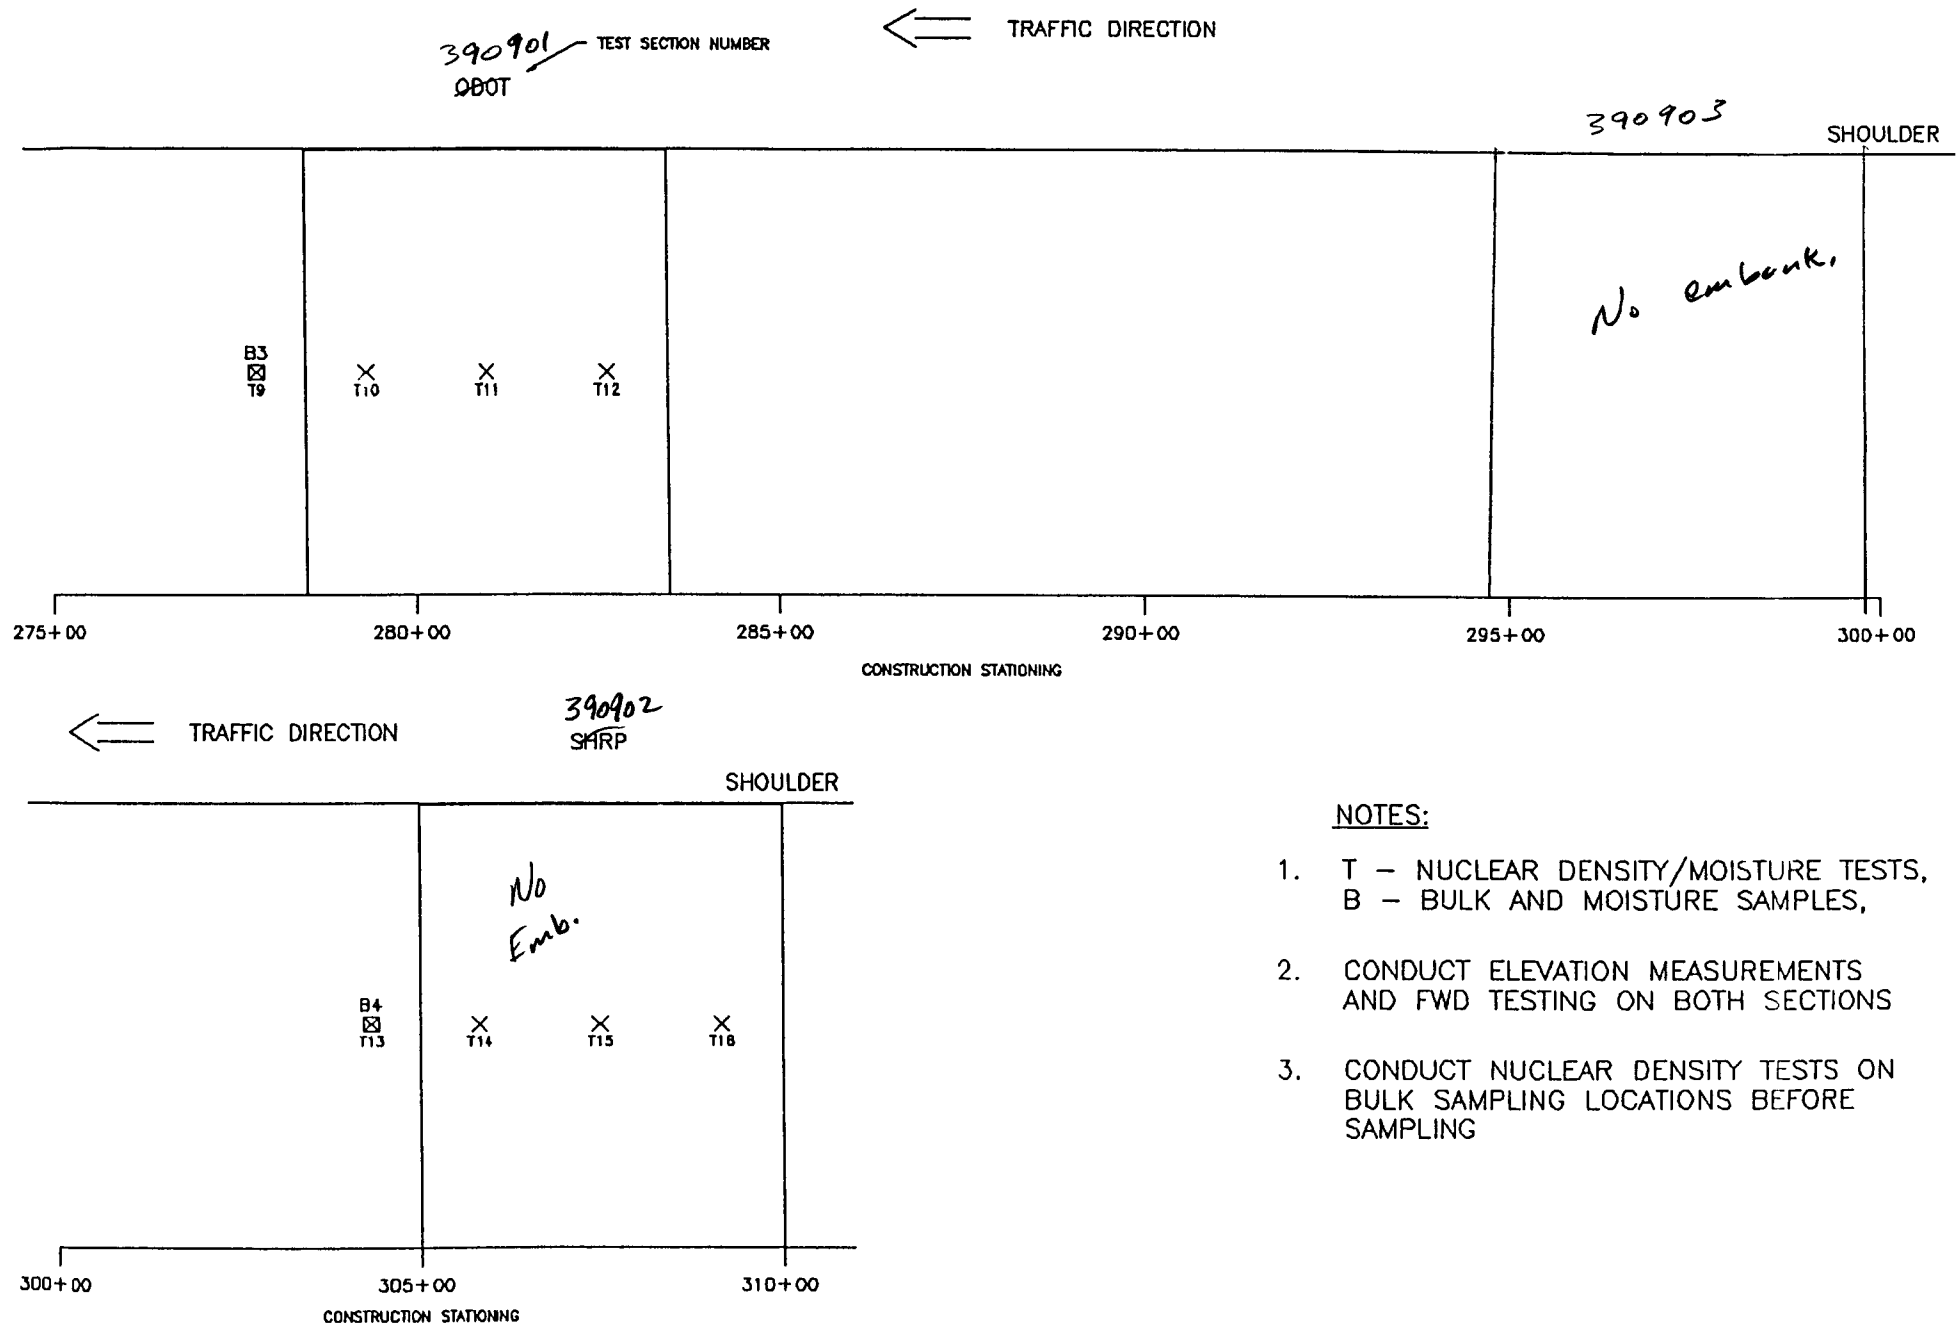 390901 TEST SECTION NUMBER
ODOT
TRAFFIC DIRECTION
390903
SHOULDER
No embank.
B3
T9
T10
T11
T12
275+00
280+00
285+00
290+00
295+00
300+00
CONSTRUCTION STATIONING
TRAFFIC DIRECTION
390902
SHRP
SHOULDER
No
Emb.
B4
T13
T14
T15
T16
300+00
305+00
310+00
CONSTRUCTION STATIONING
NOTES:
1. T – NUCLEAR DENSITY/MOISTURE TESTS,
B – BULK AND MOISTURE SAMPLES,
2. CONDUCT ELEVATION MEASUREMENTS
AND FWD TESTING ON BOTH SECTIONS
3. CONDUCT NUCLEAR DENSITY TESTS ON
BULK SAMPLING LOCATIONS BEFORE
SAMPLING